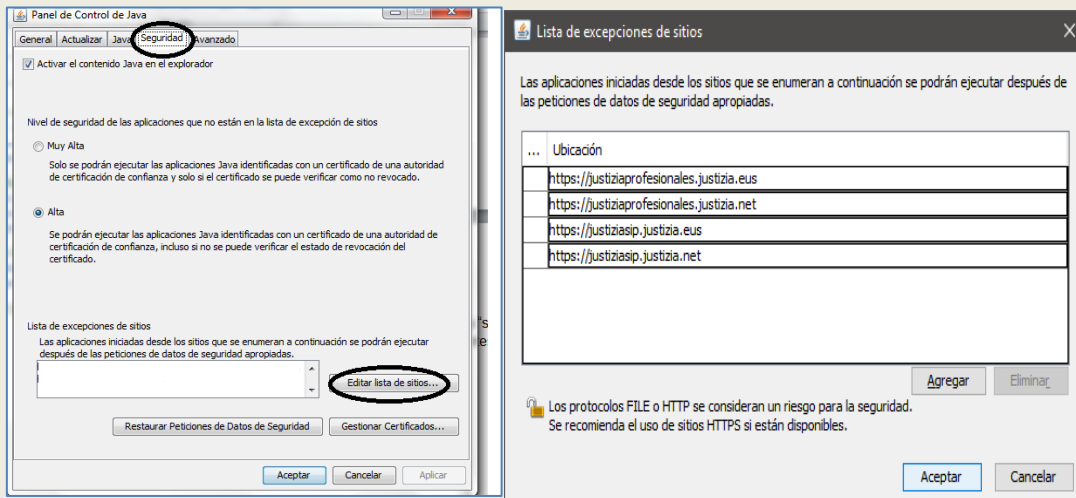 Panel de Control de Java
General Actualizar Java Seguridad Avanzado
Activar el contenido Java en el explorador
Nivel de seguridad de las aplicaciones que no están en la lista de excepción de sitios
Muy Alta
Solo se podrán ejecutar las aplicaciones Java identificadas con un certificado de una autoridad
de certificación de confianza y solo si el certificado se puede verificar como no revocado.
Alta
Se podrán ejecutar las aplicaciones Java identificadas con un certificado de una autoridad de
certificación de confianza, incluso si no se puede verificar el estado de revocación del
certificado.
Lista de excepciones de sitios
Las aplicaciones iniciadas desde los sitios que se enumeran a continuación se podrán ejecutar
después de las peticiones de datos de seguridad apropiadas.
Editar lista de sitios...
Restaurar Peticiones de Datos de Seguridad Gestionar Certificados...
Aceptar Cancelar Aplicar
Lista de excepciones de sitios
Las aplicaciones iniciadas desde los sitios que se enumeran a continuación se podrán ejecutar después de
las peticiones de datos de seguridad apropiadas.
... Ubicación
https://justiziaprofesionales.justizia.eus
https://justiziaprofesionales.justizia.net
https://justiziasip.justizia.eus
https://justiziasip.justizia.net
Agregar Eliminar
Los protocolos FILE o HTTP se consideran un riesgo para la seguridad.
Se recomienda el uso de sitios HTTPS si están disponibles.
Aceptar Cancelar